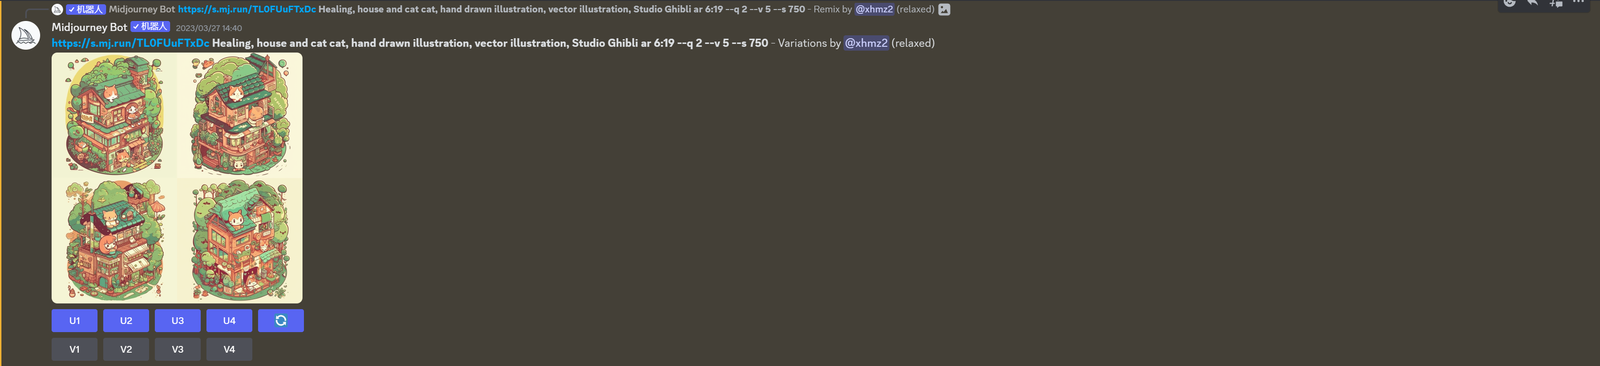 ✓机器人 Midjourney Bot https://s.mj.run/TL0FUuFTxDc Healing, house and cat cat, hand drawn illustration, vector illustration, Studio Ghibli ar 6:19 --q 2 --v 5 --s 750 - Remix by @xhmz2 (relaxed)
Midjourney Bot ✓机器人 2023/03/27 14:40
https://s.mj.run/TL0FUuFTxDc Healing, house and cat cat, hand drawn illustration, vector illustration, Studio Ghibli ar 6:19 --q 2 --v 5 --s 750 - Variations by @xhmz2 (relaxed)
U1 U2 U3 U4
V1 V2 V3 V4